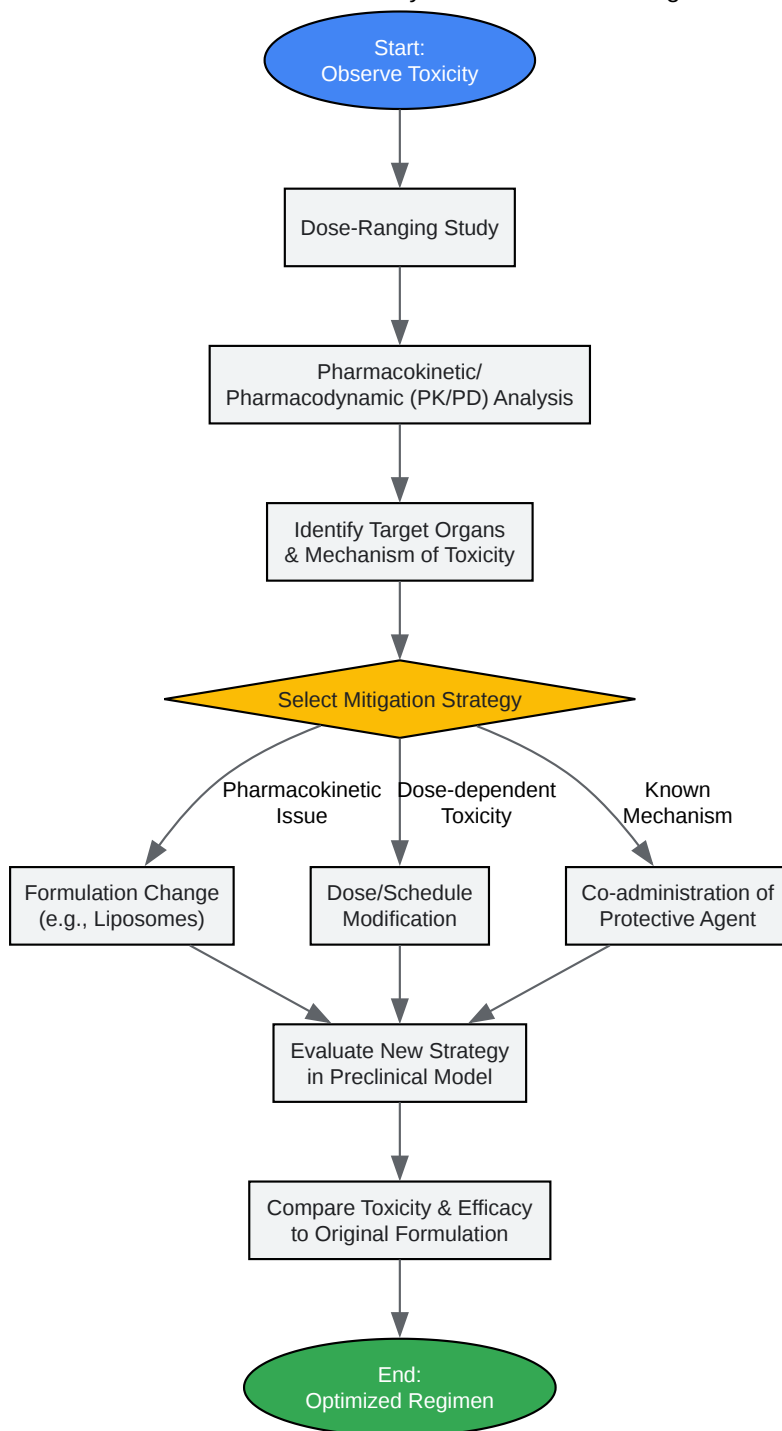 Start:
Observe Toxicity
Dose-Ranging Study
Pharmacokinetic/
Pharmacodynamic (PK/PD) Analysis
Identify Target Organs
& Mechanism of Toxicity
Select Mitigation Strategy
Pharmacokinetic
Issue
Dose-dependent
Toxicity
Known
Mechanism
Formulation Change
(e.g., Liposomes)
Dose/Schedule
Modification
Co-administration of
Protective Agent
Evaluate New Strategy
in Preclinical Model
Compare Toxicity & Efficacy
to Original Formulation
End:
Optimized Regimen